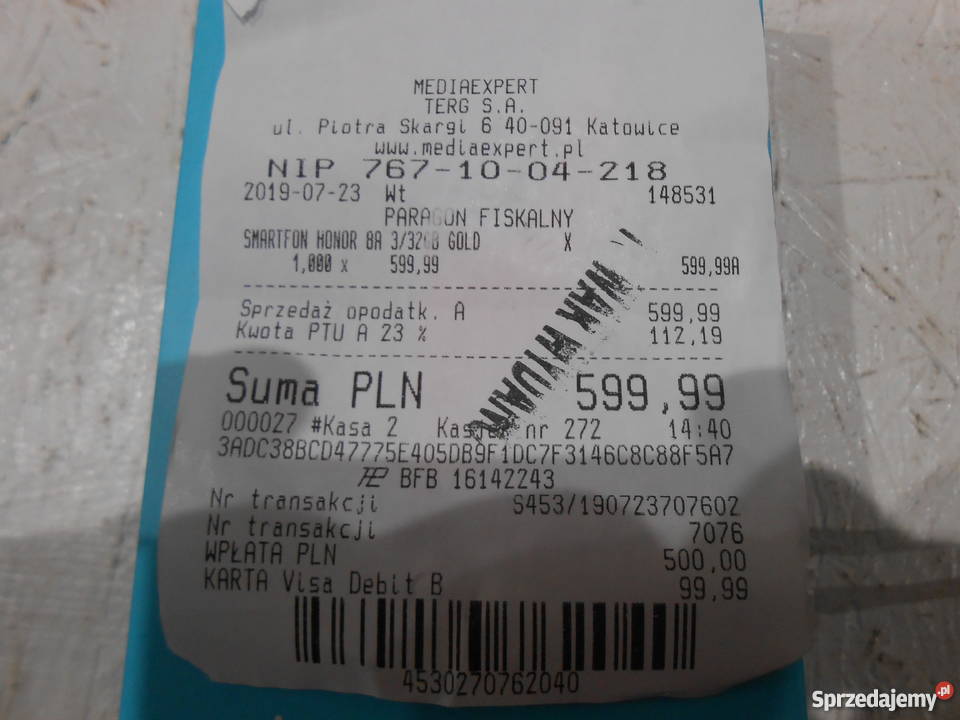 MEDIAEXPERT
TERG S.A.
ul. Piotra Skargi 6 40-091 Katowice
www.mediaexpert.pl
NIP 767-10-04-218
2019-07-23 Wt 148531
PARAGON FISKALNY
SMARTFON HONOR 8A 3/32GB GOLD X
1,000 x 599,99 599,99A
Sprzedaż opodatk. A 599,99
Kwota PTU A 23 % 112,19
Suma PLN 599,99
000027 #Kasa 2 Kasjer nr 272 14:40
3ADC38BCD47775E405DB9F1DC7F3146C8C88F5A7
BFB 16142243
Nr transakcji S453/190723707602
Nr transakcji 7076
WPŁATA PLN 500,00
KARTA Visa Debit B 99,99
4530270762040
Sprzedajemy.pl